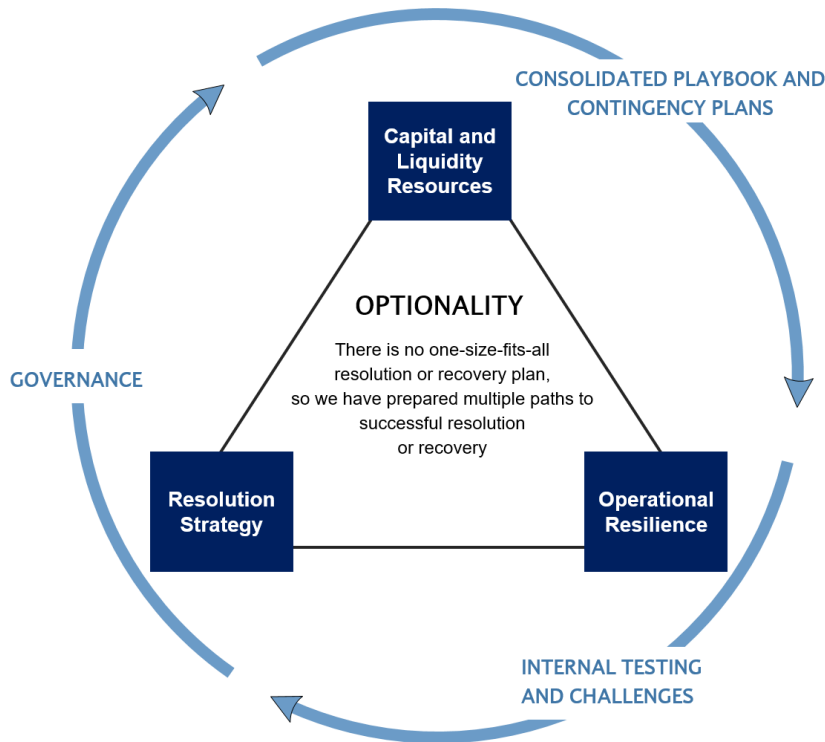 CONSOLIDATED PLAYBOOK AND
CONTINGENCY PLANS
Capital and
Liquidity
Resources
OPTIONALITY
There is no one-size-fits-all
resolution or recovery plan,
so we have prepared multiple paths to
successful resolution
or recovery
GOVERNANCE
Resolution
Strategy
Operational
Resilience
INTERNAL TESTING
AND CHALLENGES